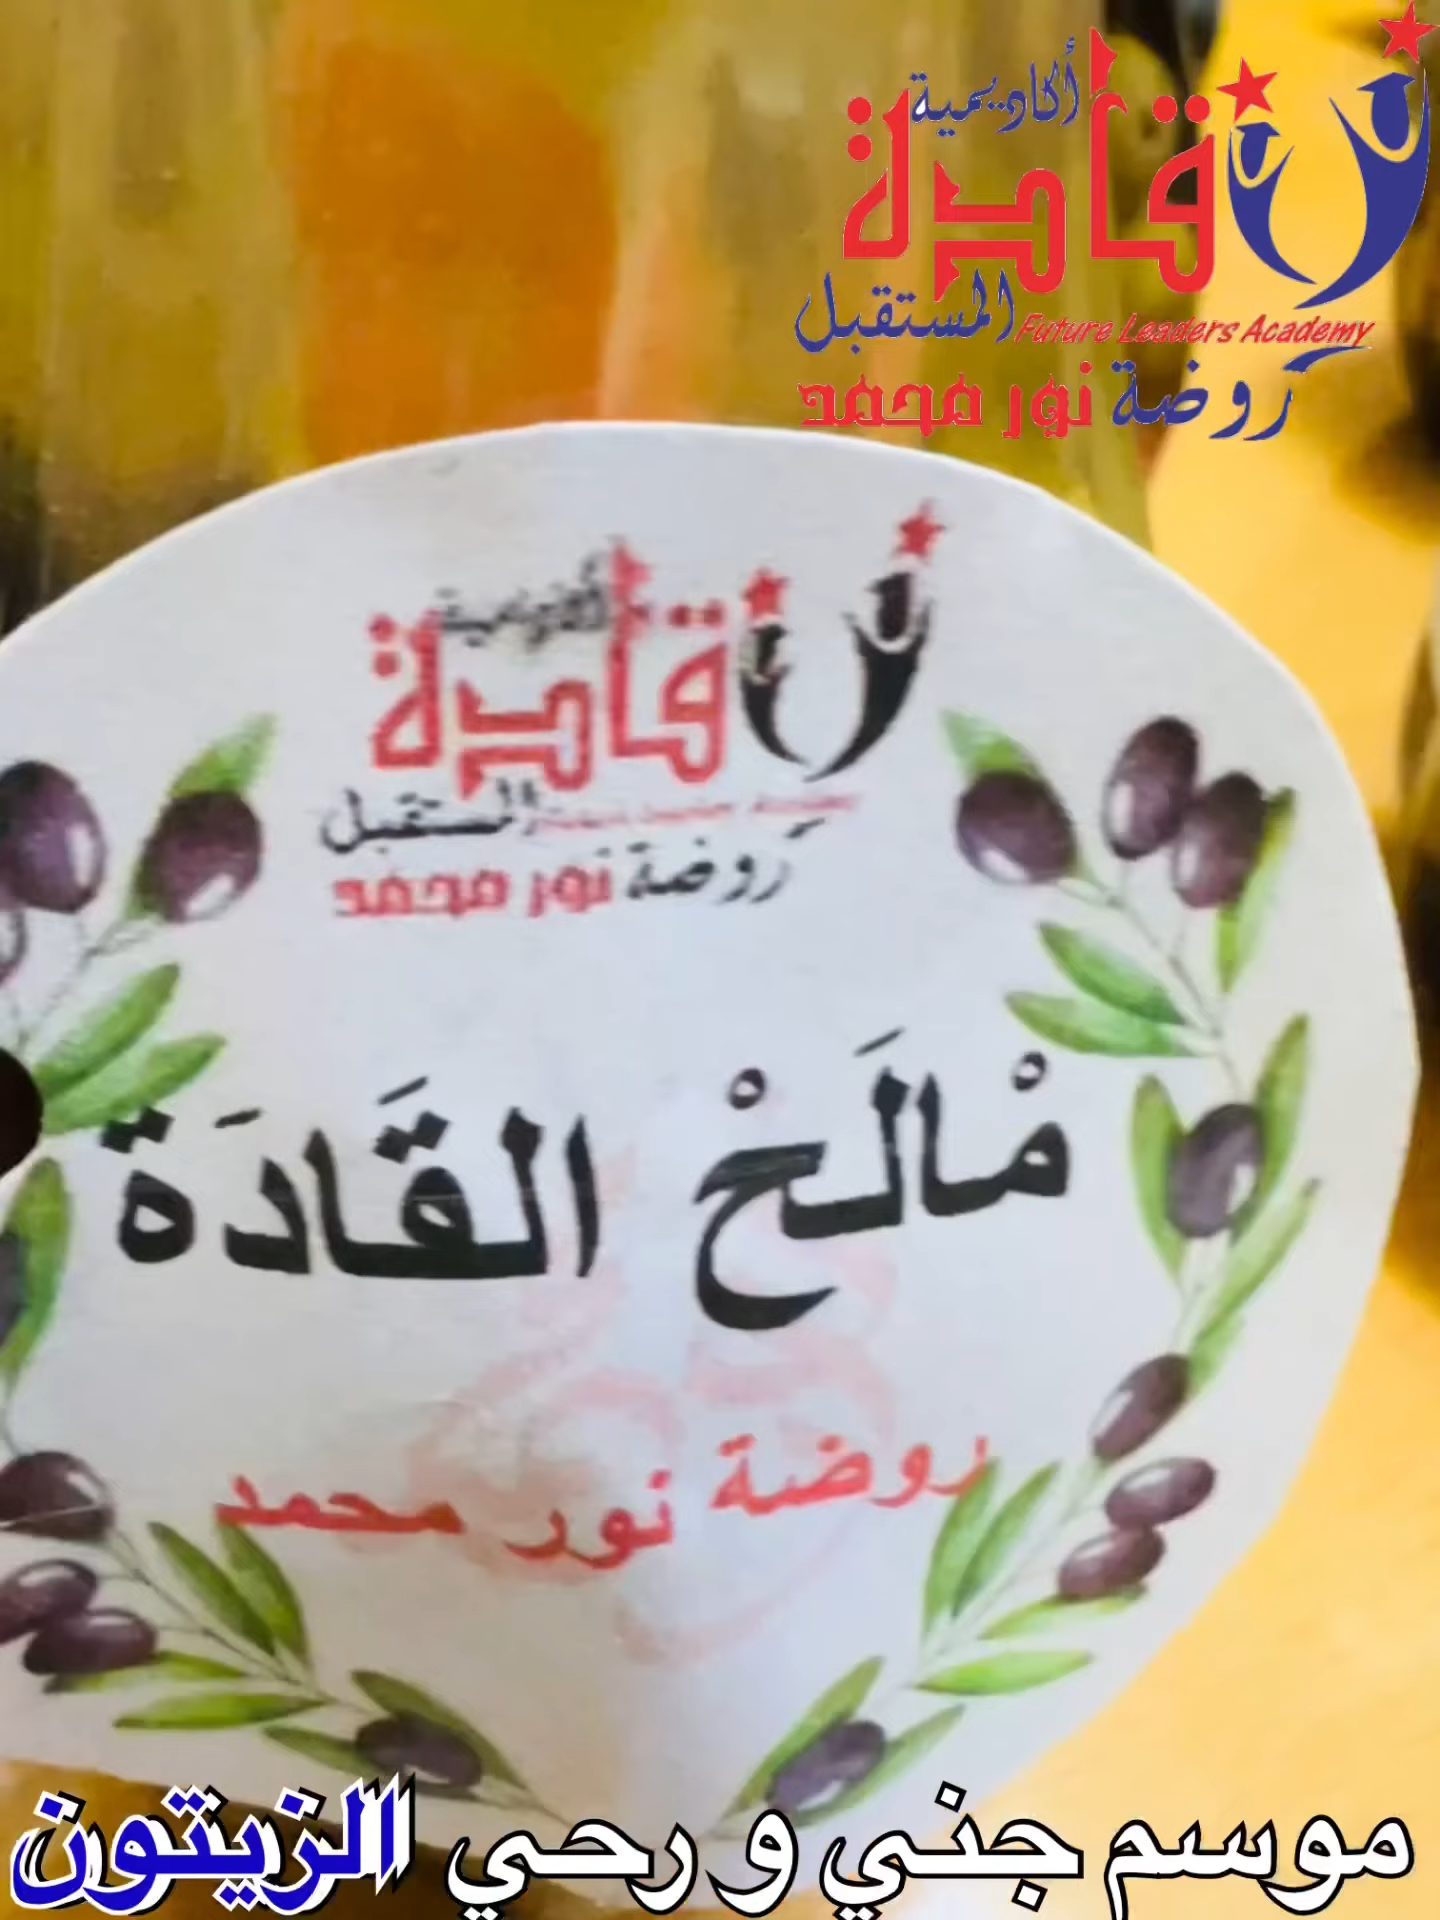 أكاديمية
قادة
المستقبل Future Leaders Academy
روضة نور محمد
أكاديمية
قادة
المستقبل
روضة نور محمد
مْالَحْ القَادَة
روضة نور محمد
موسم جني و رحي الزيتون